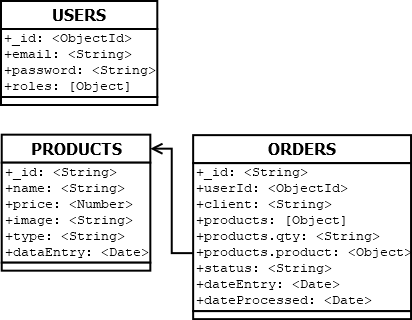 USERS
+_id: <ObjectId>
+email: <String>
+password: <String>
+roles: [Object]
PRODUCTS
+_id: <String>
+name: <String>
+price: <Number>
+image: <String>
+type: <String>
+dataEntry: <Date>
ORDERS
+_id: <String>
+userId: <ObjectId>
+client: <String>
+products: [Object]
+products.qty: <String>
+products.product: <Object>
+status: <String>
+dateEntry: <Date>
+dateProcessed: <Date>